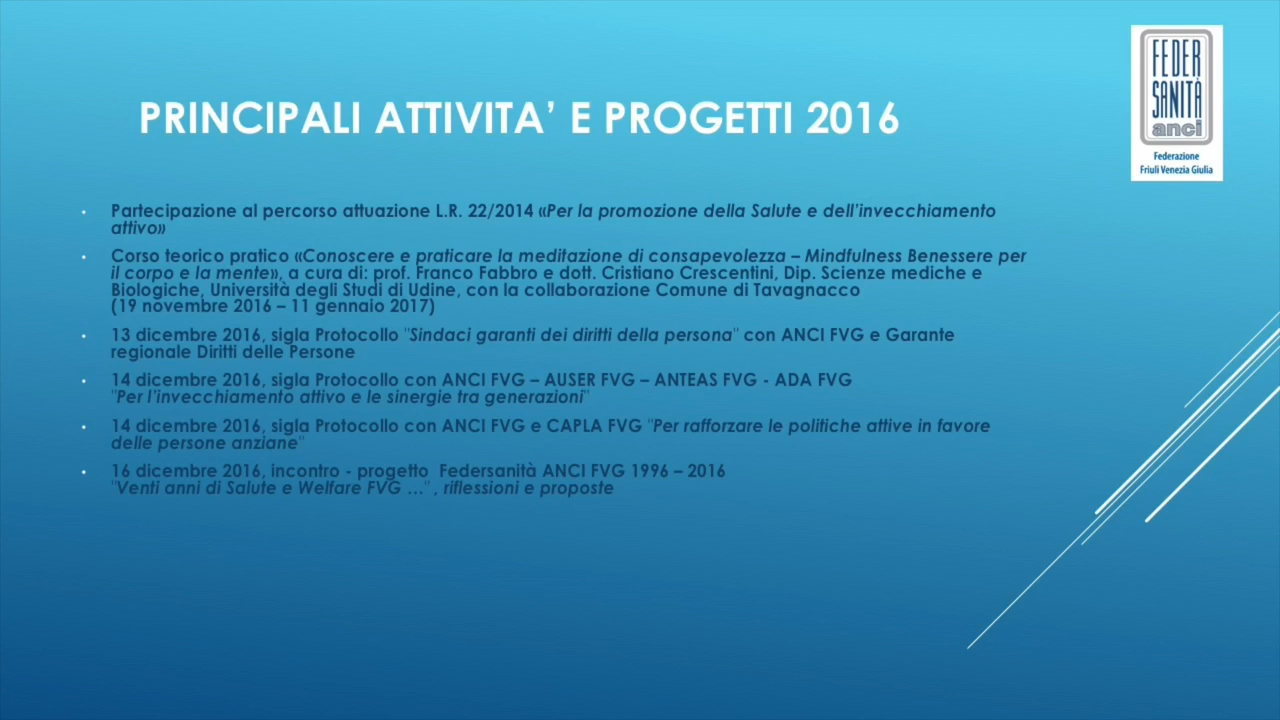 FEDER
SANITÀ
anci
Federazione
Friuli Venezia Giulia
PRINCIPALI ATTIVITA’ E PROGETTI 2016
• Partecipazione al percorso attuazione L.R. 22/2014 «Per la promozione della Salute e dell’invecchiamento
attivo»
• Corso teorico pratico «Conoscere e praticare la meditazione di consapevolezza – Mindfulness Benessere per
il corpo e la mente», a cura di: prof. Franco Fabbro e dott. Cristiano Crescentini, Dip. Scienze mediche e
Biologiche, Università degli Studi di Udine, con la collaborazione Comune di Tavagnacco
(19 novembre 2016 – 11 gennaio 2017)
• 13 dicembre 2016, sigla Protocollo "Sindaci garanti dei diritti della persona" con ANCI FVG e Garante
regionale Diritti delle Persone
• 14 dicembre 2016, sigla Protocollo con ANCI FVG – AUSER FVG – ANTEAS FVG - ADA FVG
"Per l’invecchiamento attivo e le sinergie tra generazioni"
• 14 dicembre 2016, sigla Protocollo con ANCI FVG e CAPLA FVG "Per rafforzare le politiche attive in favore
delle persone anziane"
• 16 dicembre 2016, incontro - progetto  Federsanità ANCI FVG 1996 – 2016
"Venti anni di Salute e Welfare FVG …" , riflessioni e proposte